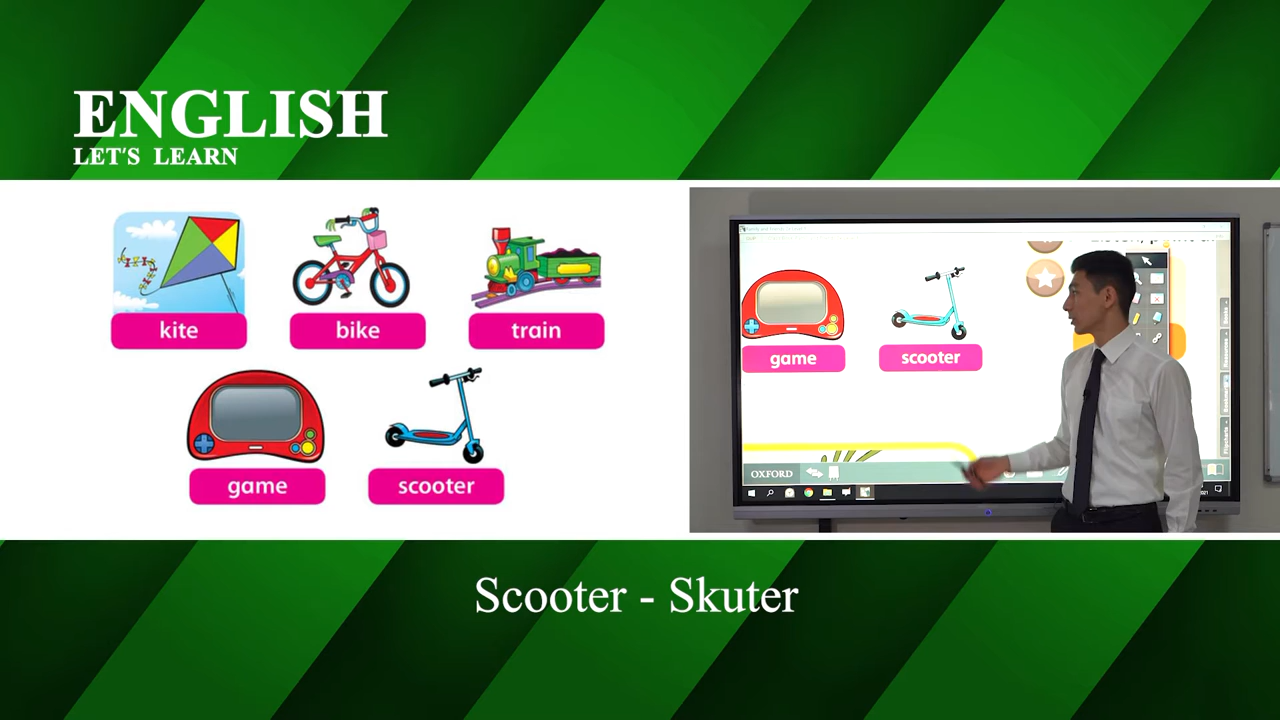 ENGLISH
LET'S LEARN
kite
bike
train
game
scooter
game
scooter
OXFORD
Scooter - Skuter